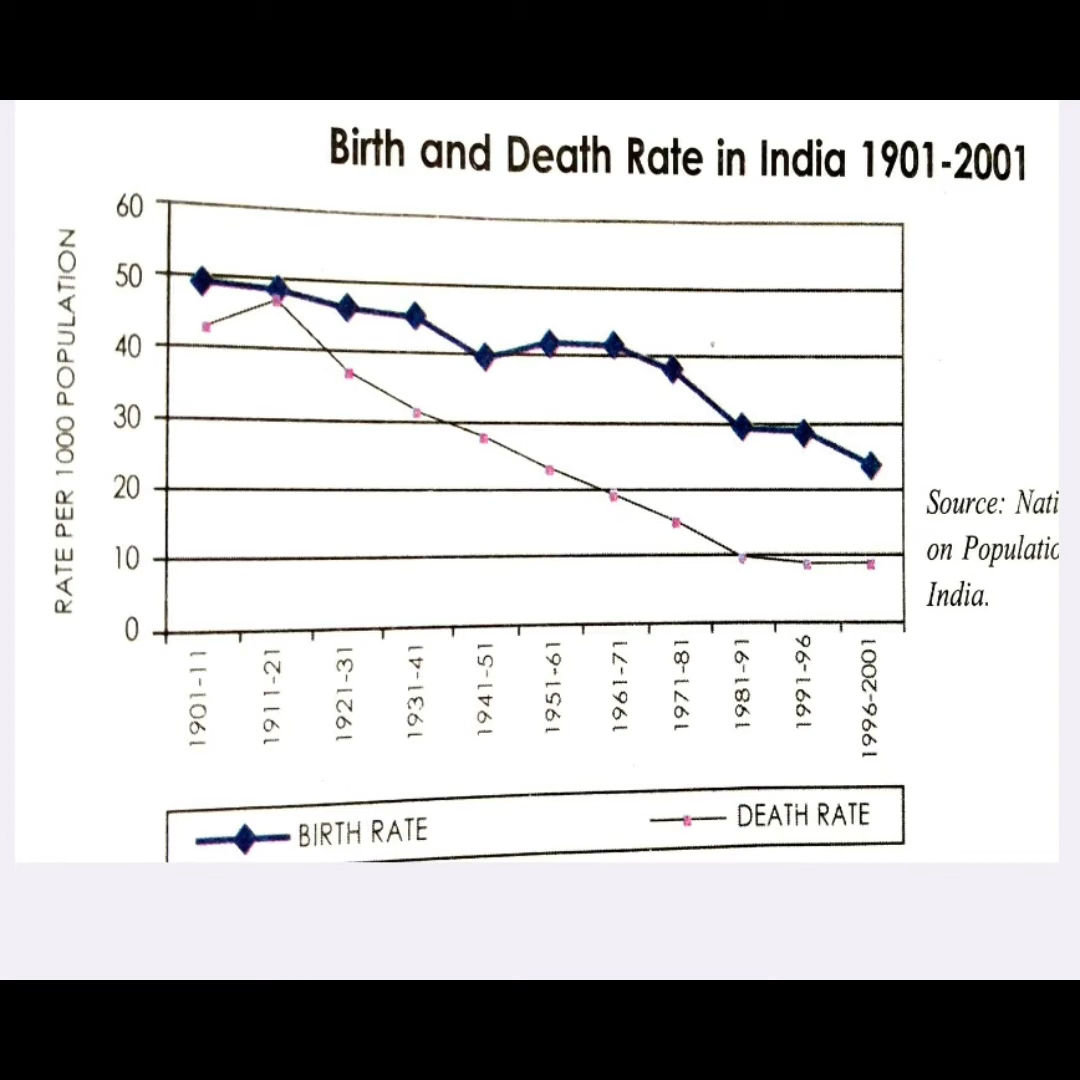 Birth and Death Rate in India 1901-2001
RATE PER 1000 POPULATION
60
50
40
30
20
10
0
1901-11
1911-21
1921-31
1931-41
1941-51
1951-61
1961-71
1971-81
1981-91
1991-96
1996-2001
Source: Nati
on Populatio
India.
BIRTH RATE
DEATH RATE